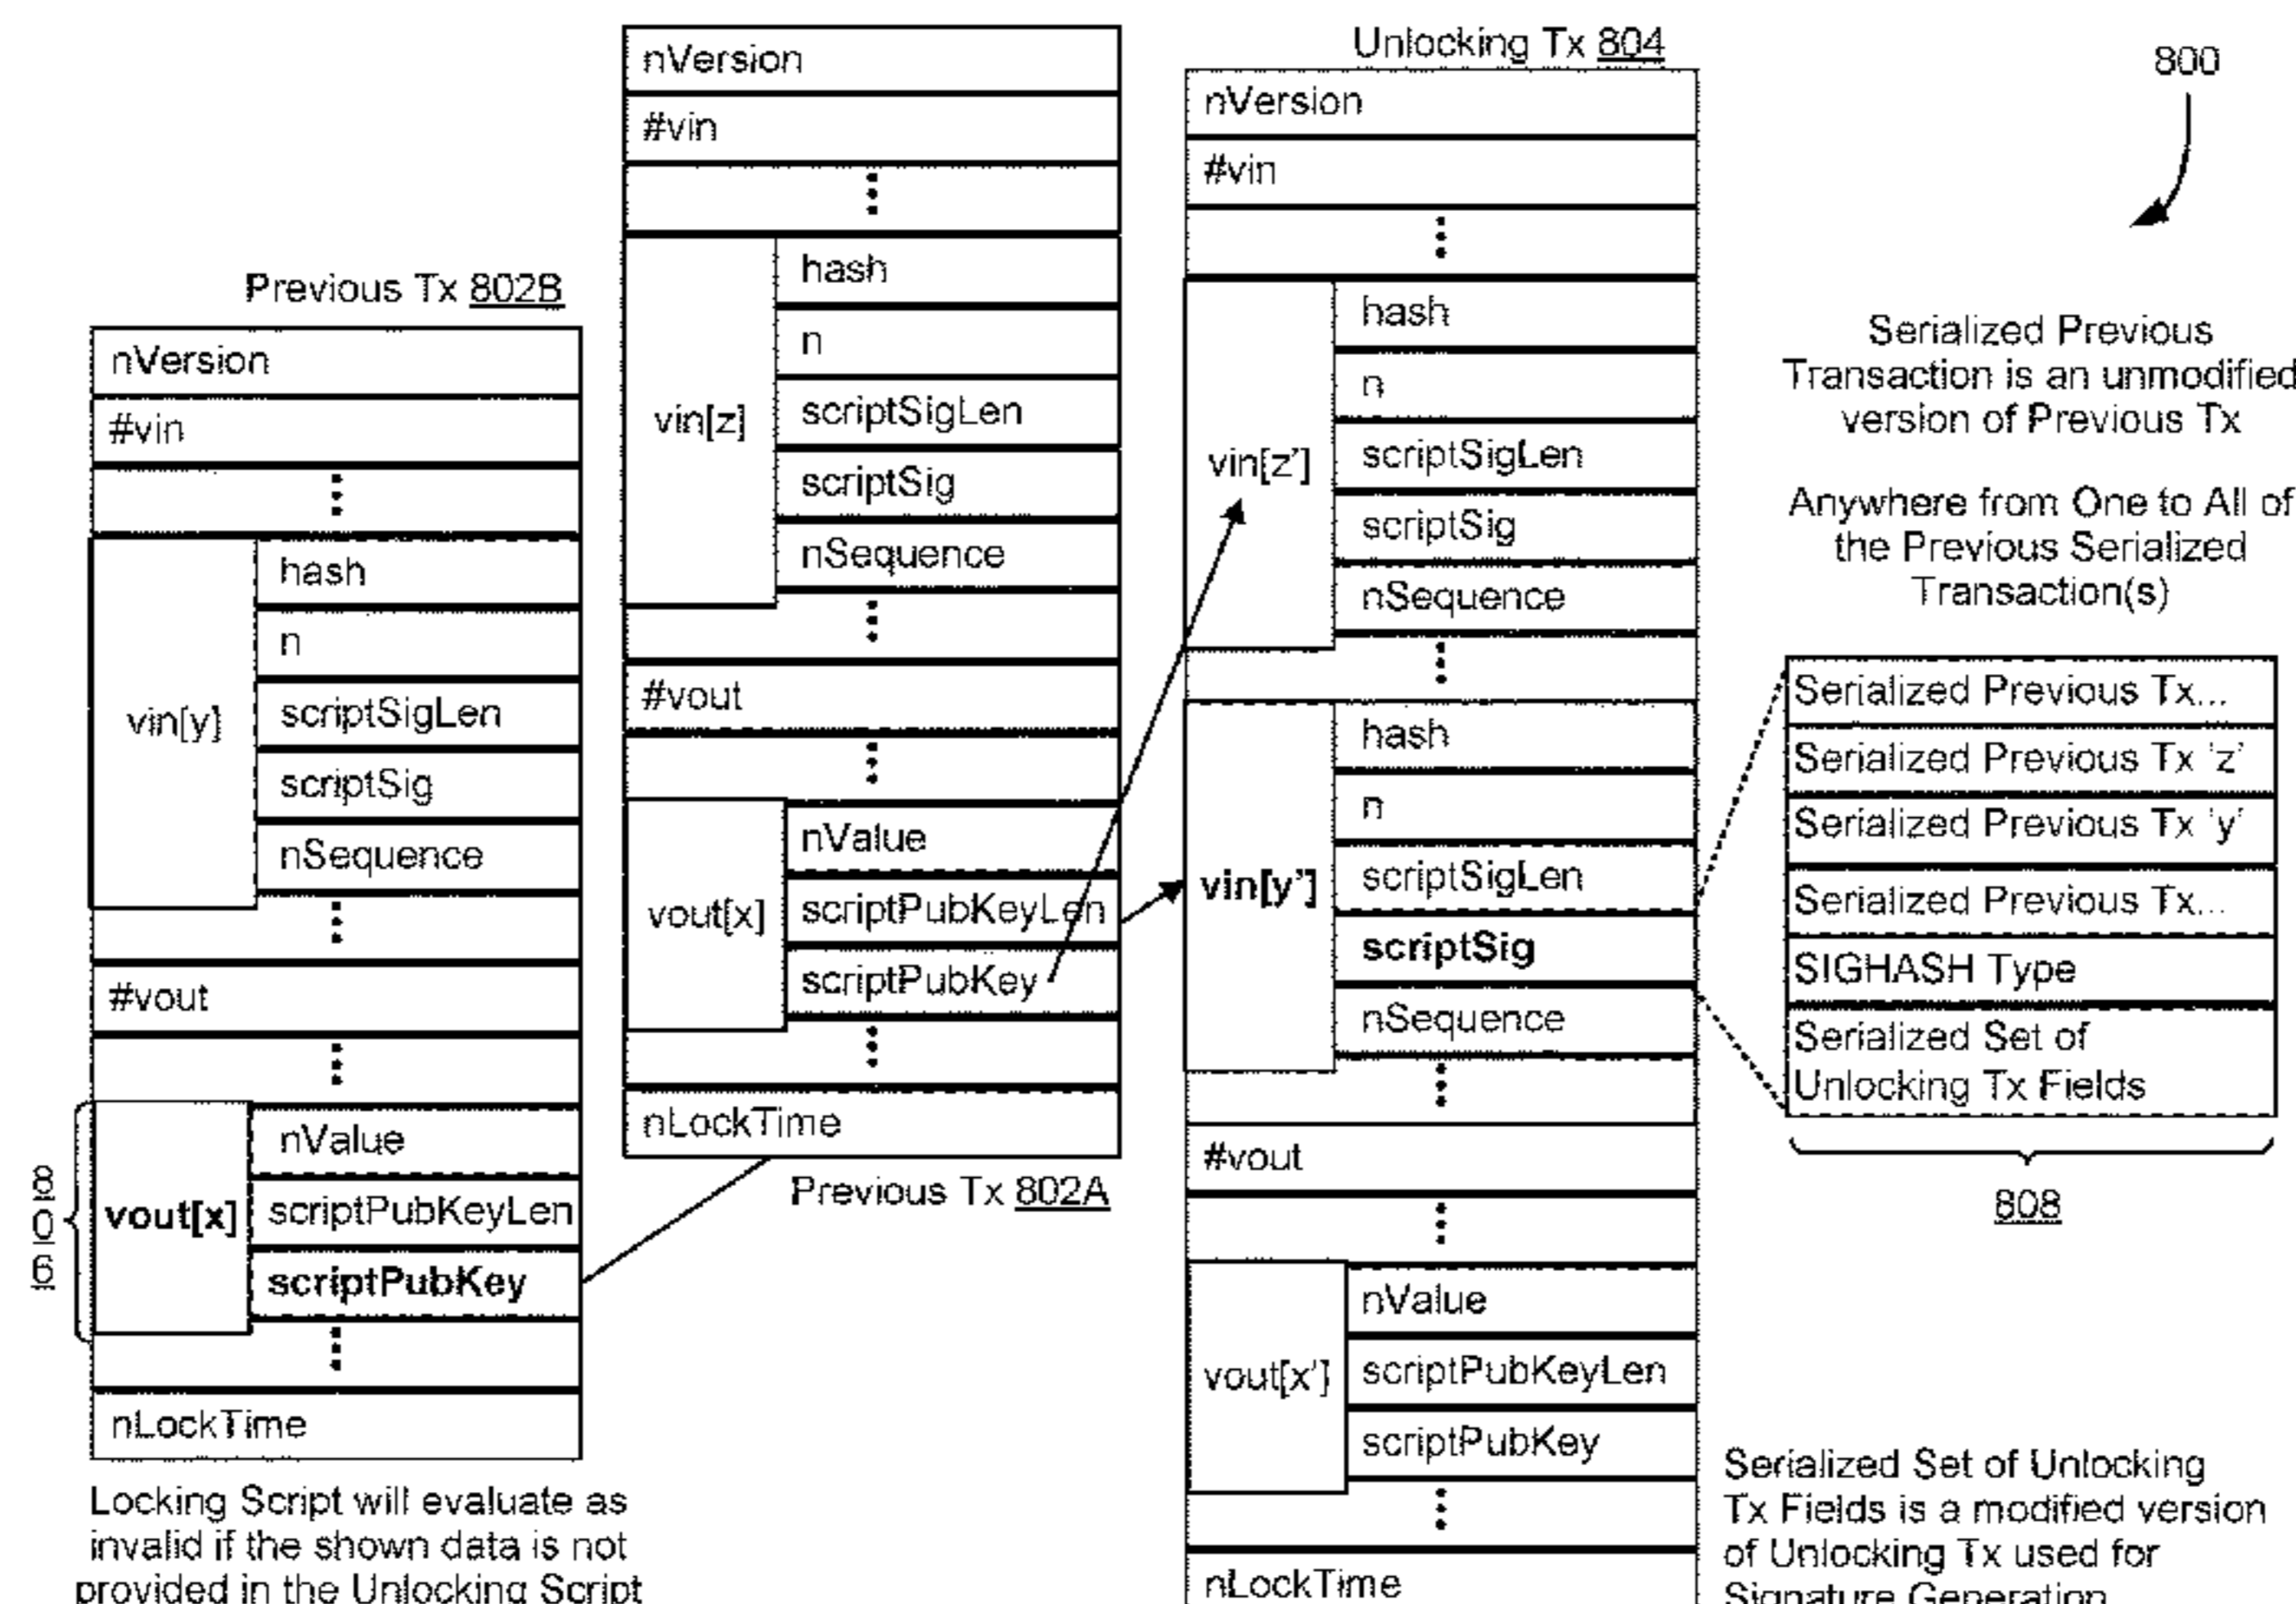 Previous Tx 802B
nVersion
#vin
vin[y]
hash
n
scriptSigLen
scriptSig
nSequence
#vout
806
vout[x]
nValue
scriptPubKeyLen
scriptPubKey
nLockTime
Locking Script will evaluate as
invalid if the shown data is not
provided in the Unlocking Script
nVersion
#vin
vin[z]
hash
n
scriptSigLen
scriptSig
nSequence
#vout
vout[x]
nValue
scriptPubKeyLen
scriptPubKey
nLockTime
Previous Tx 802A
Unlocking Tx 804
nVersion
#vin
vin[z']
hash
n
scriptSigLen
scriptSig
nSequence
vin[y']
hash
n
scriptSigLen
scriptSig
nSequence
#vout
vout[x']
nValue
scriptPubKeyLen
scriptPubKey
nLockTime
800
Serialized Previous
Transaction is an unmodified
version of Previous Tx
Anywhere from One to All of
the Previous Serialized
Transaction(s)
Serialized Previous Tx...
Serialized Previous Tx 'z'
Serialized Previous Tx 'y'
Serialized Previous Tx...
SIGHASH Type
Serialized Set of
Unlocking Tx Fields
808
Serialized Set of Unlocking
Tx Fields is a modified version
of Unlocking Tx used for
Signature Generation